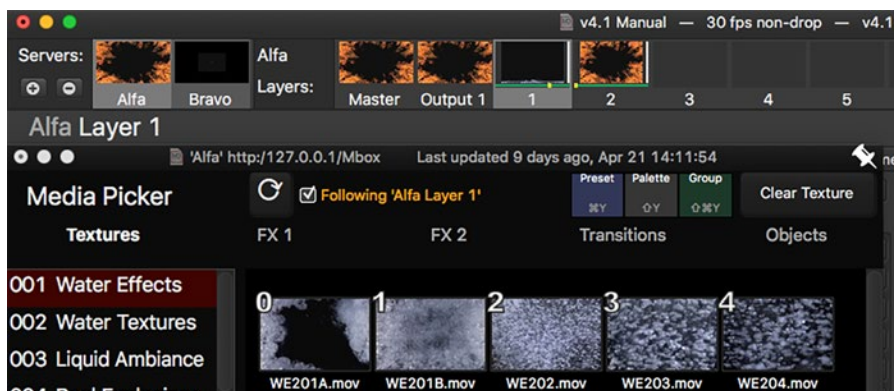 v4.1 Manual — 30 fps non-drop — v4.1
Servers:
Alfa
Bravo
Alfa
Layers:
Master
Output 1
1
2
3
4
5
Alfa Layer 1
'Alfa' http:/127.0.0.1/Mbox Last updated 9 days ago, Apr 21 14:11:54
Media Picker
Following 'Alfa Layer 1'
Preset
⌘Y
Palette
⇧Y
Group
⇧⌘Y
Clear Texture
Textures
FX 1
FX 2
Transitions
Objects
001 Water Effects
002 Water Textures
003 Liquid Ambiance
0
1
2
3
4
WE201A.mov
WE201B.mov
WE202.mov
WE203.mov
WE204.mov